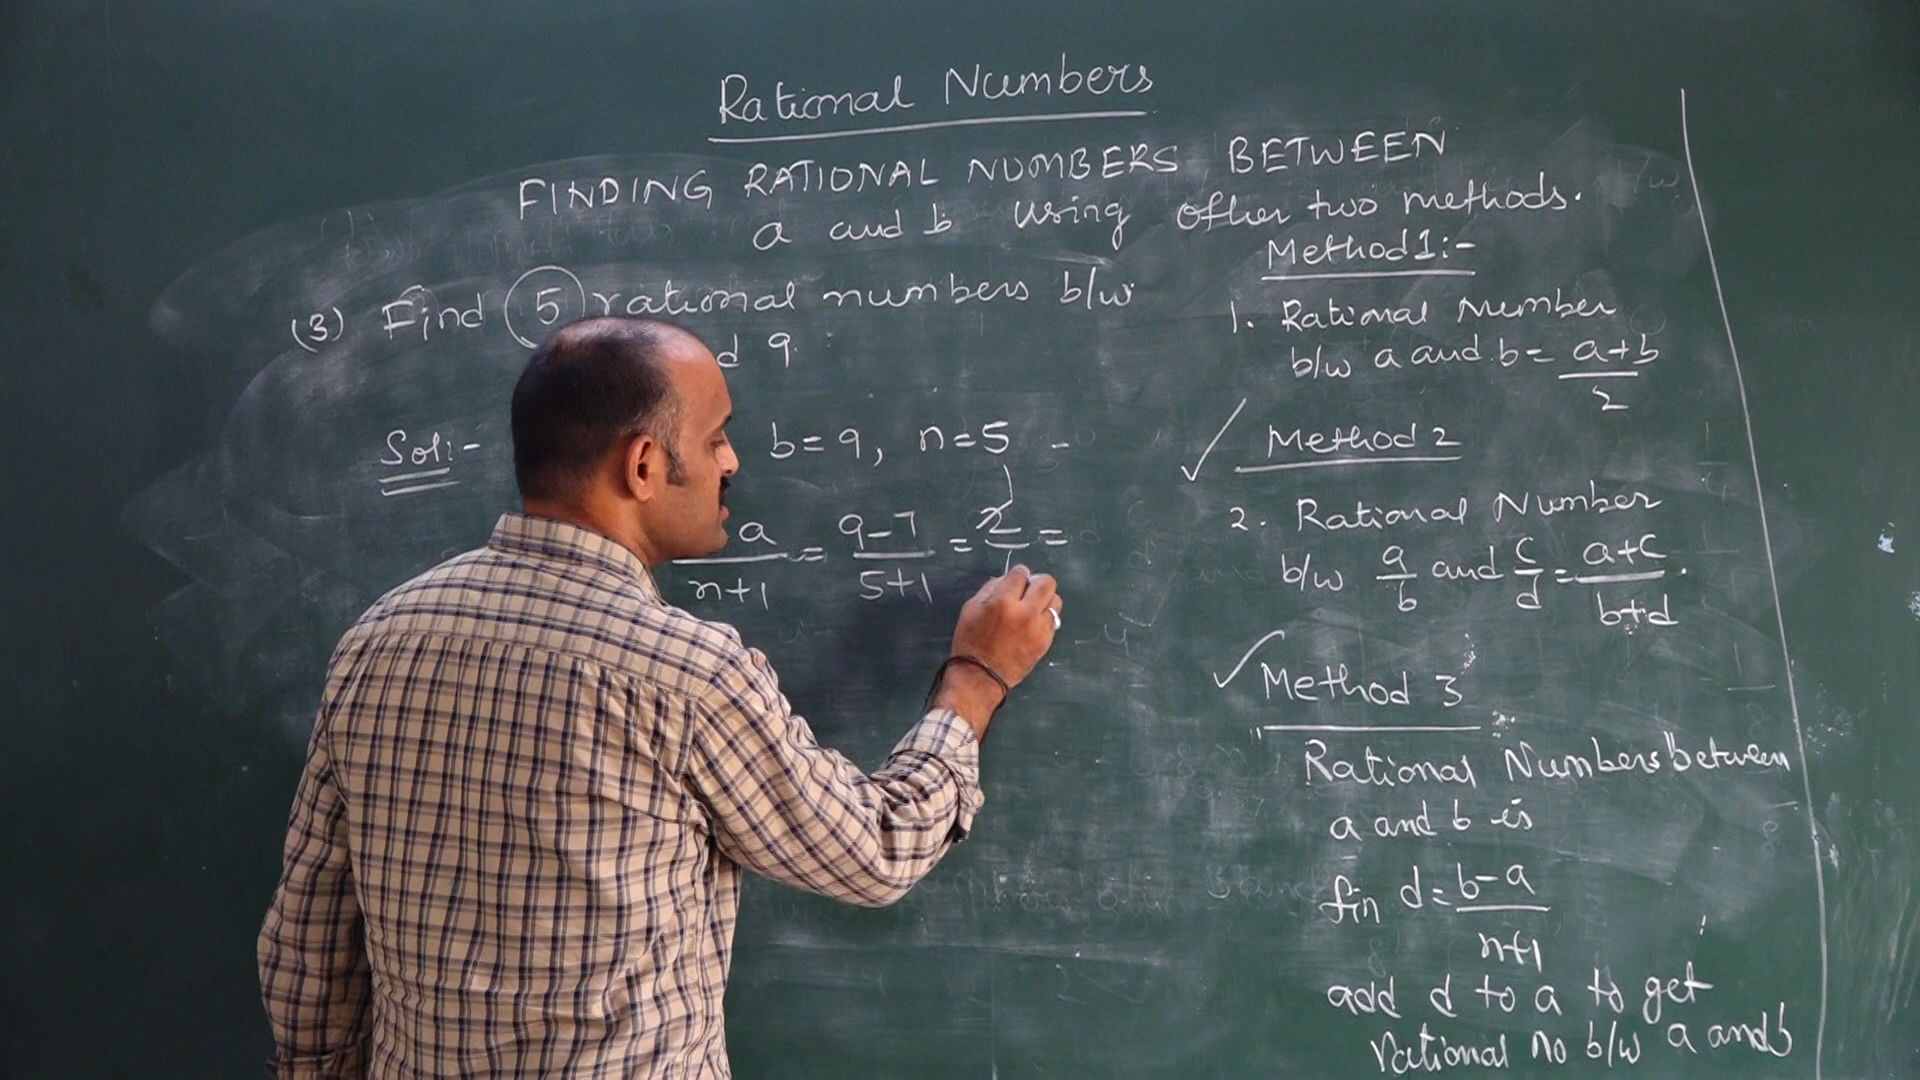 Rational Numbers
FINDING RATIONAL NUMBERS BETWEEN
a and b using other two methods.
(3) Find 5 rational numbers b/w
d 9.
Sol:-
b=9, n=5
a / n+1 = 9-7 / 5+1 = 2 / =
Method 1:-
1. Rational Number
b/w a and b = a+b / 2
Method 2
2. Rational Number
b/w a/b and c/d = a+c / b+d .
Method 3
" Rational Numbers" between
a and b is
fin d = b-a / n+1
add d to a to get
rational no b/w a and b